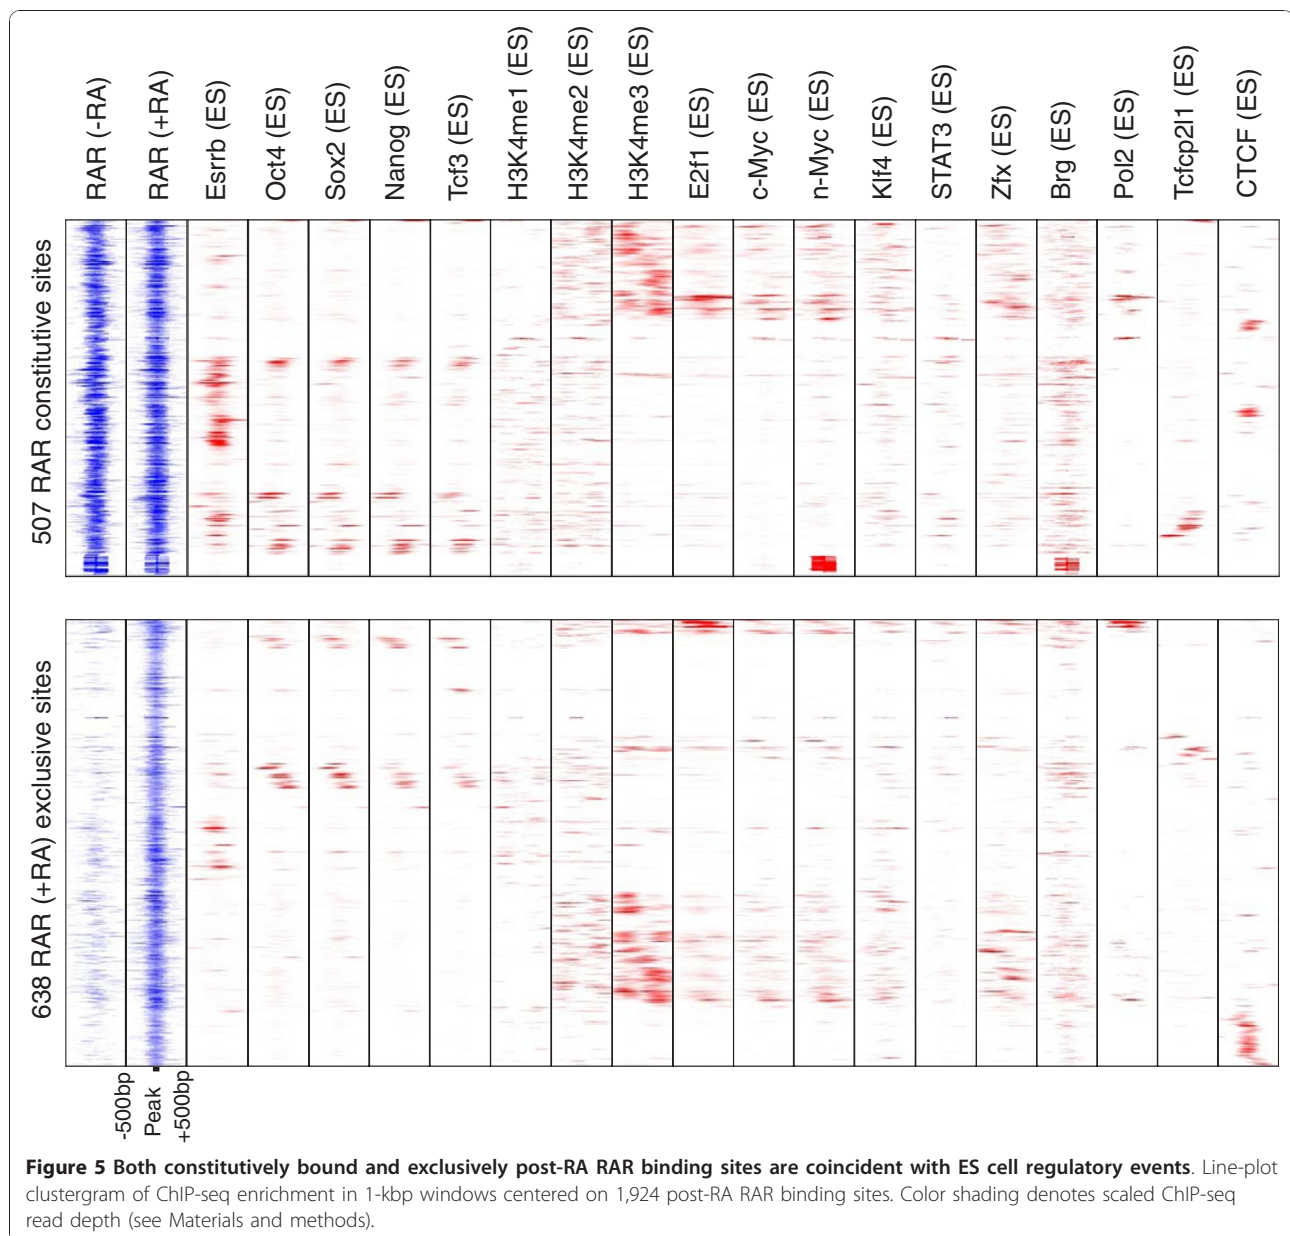 RAR (-RA)
RAR (+RA)
Esrrb (ES)
Oct4 (ES)
Sox2 (ES)
Nanog (ES)
Tcf3 (ES)
H3K4me1 (ES)
H3K4me2 (ES)
H3K4me3 (ES)
E2f1 (ES)
c-Myc (ES)
n-Myc (ES)
Klf4 (ES)
STAT3 (ES)
Zfx (ES)
Brg (ES)
Pol2 (ES)
Tcfcp2l1 (ES)
CTCF (ES)
507 RAR constitutive sites
638 RAR (+RA) exclusive sites
-500bp
Peak
+500bp
Figure 5 Both constitutively bound and exclusively post-RA RAR binding sites are coincident with ES cell regulatory events. Line-plot
clustergram of ChIP-seq enrichment in 1-kbp windows centered on 1,924 post-RA RAR binding sites. Color shading denotes scaled ChIP-seq
read depth (see Materials and methods).